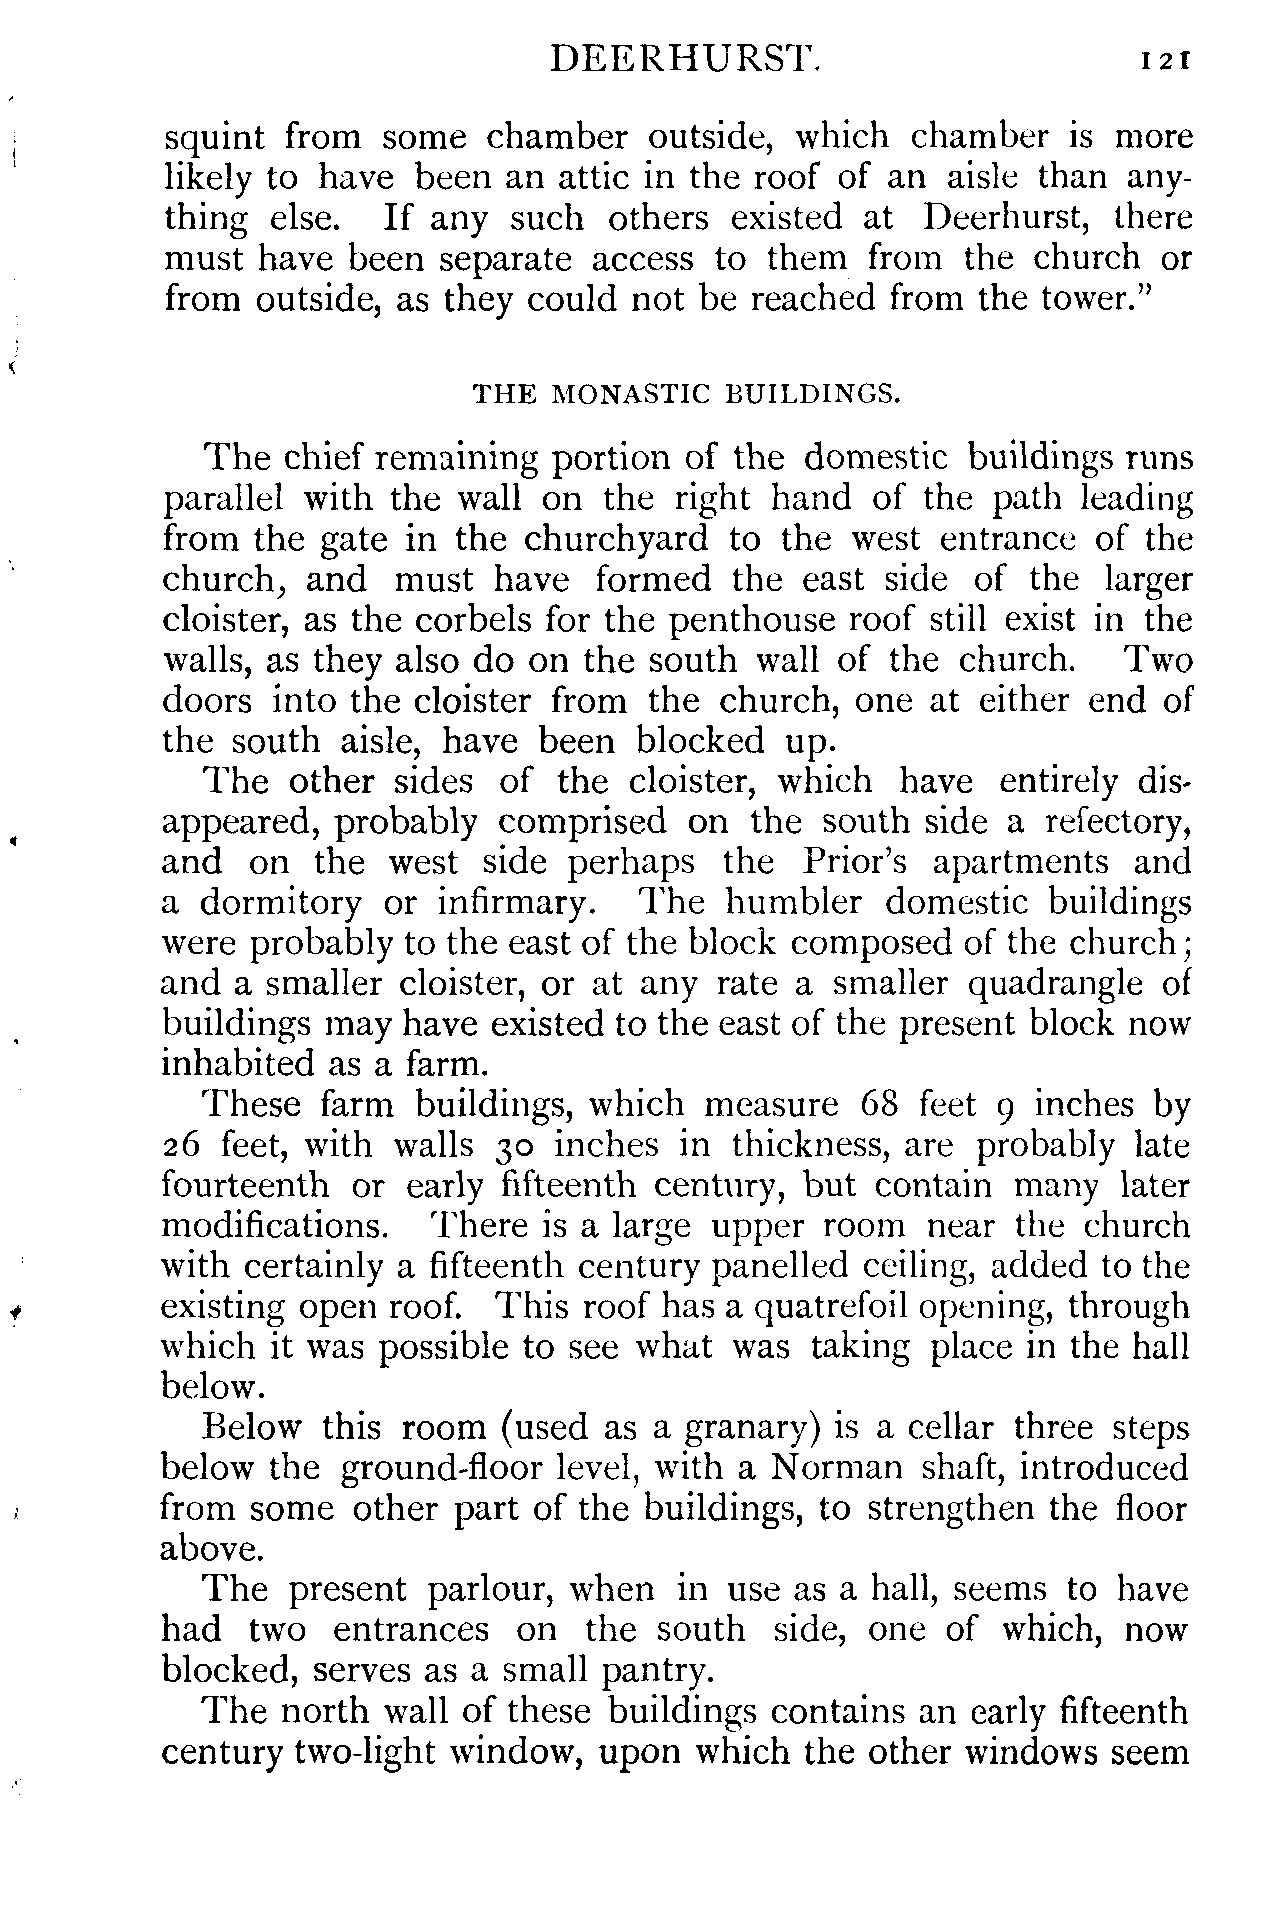 DEERHURST. 121
squint from some chamber outside, which chamber is more
likely to have been an attic in the roof of an aisle than any-
thing else. If any such others existed at Deerhurst, there
must have been separate access to them from the church or
from outside, as they could not be reached from the tower.”
THE MONASTIC BUILDINGS.
The chief remaining portion of the domestic buildings runs
parallel with the wall on the right hand of the path leading
from the gate in the churchyard to the west entrance of the
church, and must have formed the east side of the larger
cloister, as the corbels for the penthouse roof still exist in the
walls, as they also do on the south wall of the church. Two
doors into the cloister from the church, one at either end of
the south aisle, have been blocked up.
The other sides of the cloister, which have entirely dis-
appeared, probably comprised on the south side a refectory,
and on the west side perhaps the Prior’s apartments and
a dormitory or infirmary. The humbler domestic buildings
were probably to the east of the block composed of the church;
and a smaller cloister, or at any rate a smaller quadrangle of
buildings may have existed to the east of the present block now
inhabited as a farm.
These farm buildings, which measure 68 feet 9 inches by
26 feet, with walls 30 inches in thickness, are probably late
fourteenth or early fifteenth century, but contain many later
modifications. There is a large upper room near the church
with certainly a fifteenth century panelled ceiling, added to the
existing open roof. This roof has a quatrefoil opening, through
which it was possible to see what was taking place in the hall
below.
Below this room (used as a granary) is a cellar three steps
below the ground-floor level, with a Norman shaft, introduced
from some other part of the buildings, to strengthen the floor
above.
The present parlour, when in use as a hall, seems to have
had two entrances on the south side, one of which, now
blocked, serves as a small pantry.
The north wall of these buildings contains an early fifteenth
century two-light window, upon which the other windows seem